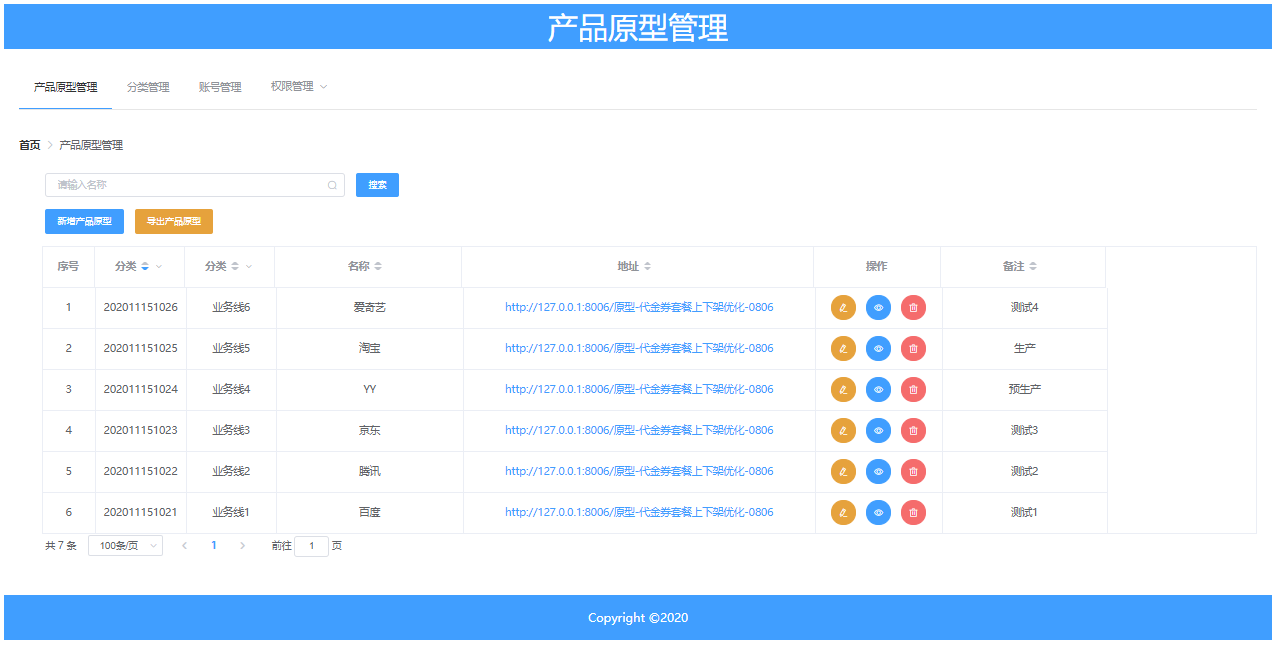 产品原型管理
产品原型管理 分类管理 账号管理 权限管理
首页 产品原型管理
请输入名称 搜索
新增产品原型 导出产品原型
序号 分类 分类 名称 地址 操作 备注
1 202011151026 业务线6 爱奇艺 http://127.0.0.1:8006/原型-代金券套餐上下架优化-0806 测试4
2 202011151025 业务线5 淘宝 http://127.0.0.1:8006/原型-代金券套餐上下架优化-0806 生产
3 202011151024 业务线4 YY http://127.0.0.1:8006/原型-代金券套餐上下架优化-0806 预生产
4 202011151023 业务线3 京东 http://127.0.0.1:8006/原型-代金券套餐上下架优化-0806 测试3
5 202011151022 业务线2 腾讯 http://127.0.0.1:8006/原型-代金券套餐上下架优化-0806 测试2
6 202011151021 业务线1 百度 http://127.0.0.1:8006/原型-代金券套餐上下架优化-0806 测试1
共 7 条 100条/页 1 前往 1 页
Copyright ©2020